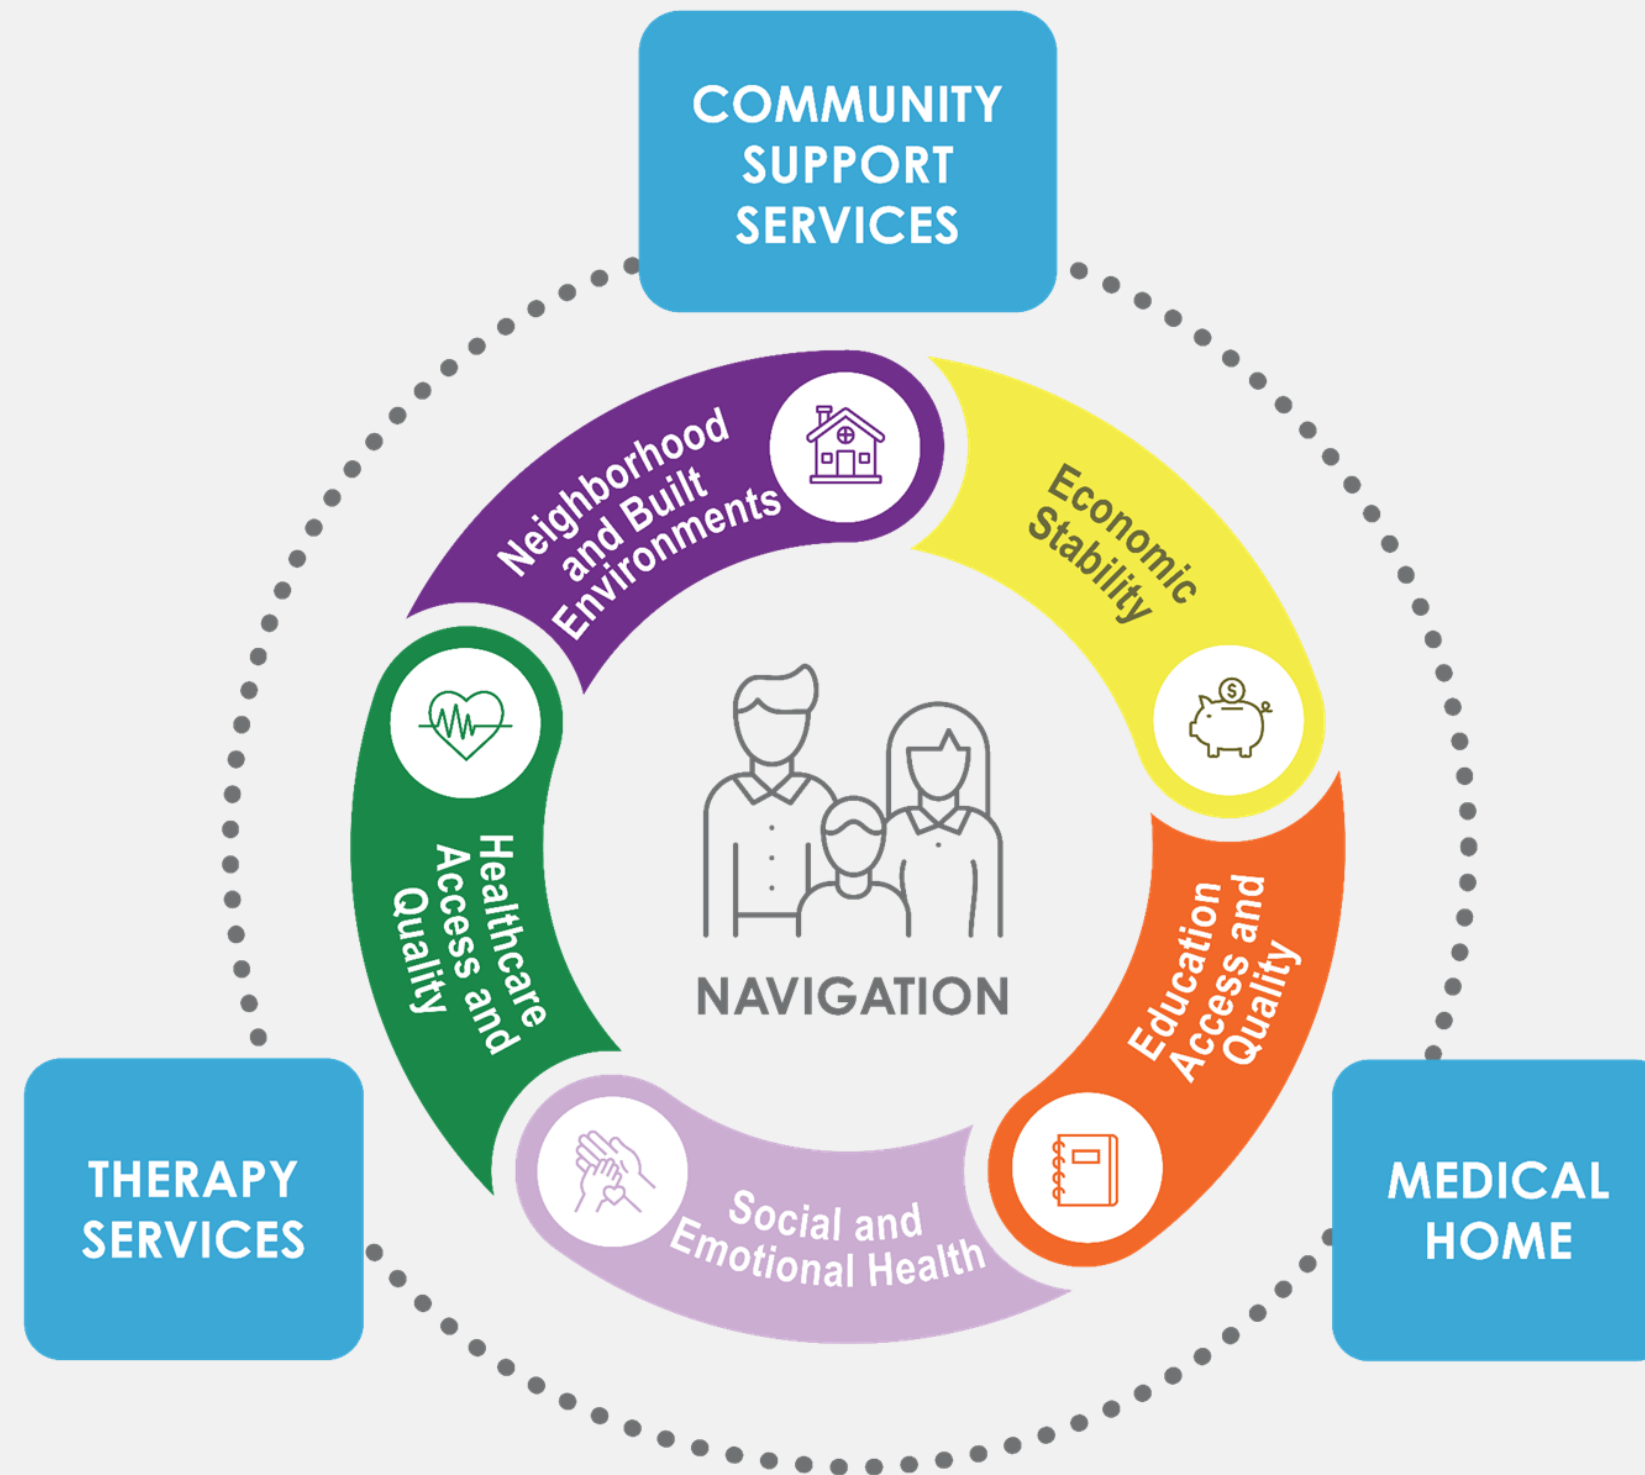 COMMUNITY
SUPPORT
SERVICES
Neighborhood
and Built
Environments
Economic
Stability
$
Healthcare
Access and
Quality
NAVIGATION
Education
Access and
Quality
Social and
Emotional Health
THERAPY
SERVICES
MEDICAL
HOME